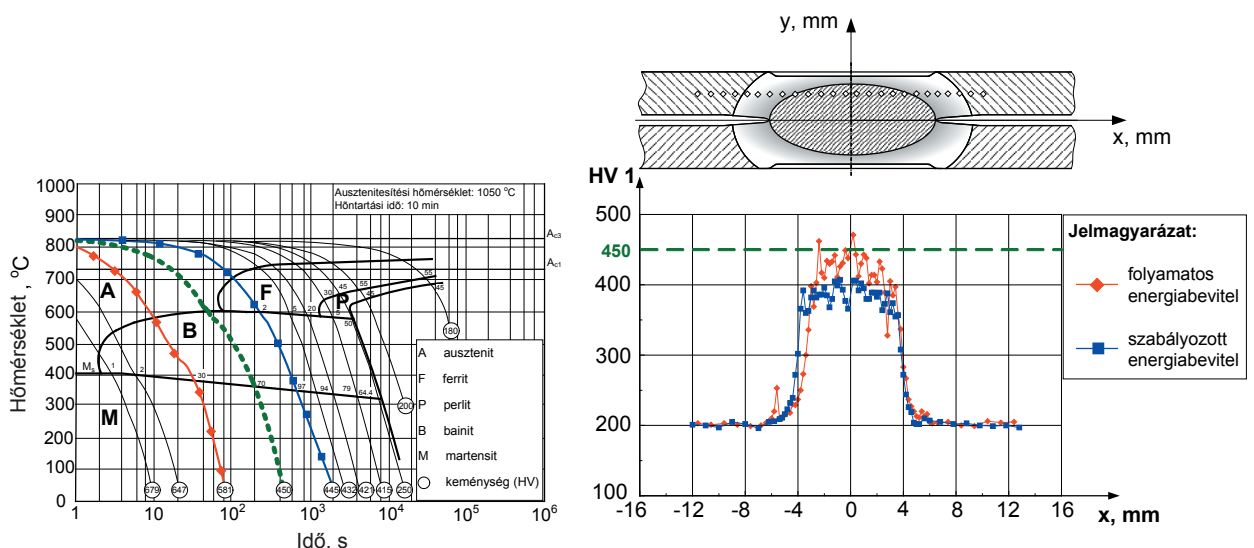 y, mm
x, mm
1000
900
800
700
600
500
400
300
200
100
0
Hőmérséklet , ºC
Ausztenitesítési hőmérséklet: 1050 ºC
Hőntartási idő: 10 min
Ac3
Ac1
A
F
P
B
M
Ms
1
2
30
70
97
94
79
64.4
2
5
20
5
50
30
45
55
55
45
45
45
679
647
581
450
445
432
421
415
250
200
180
A ausztenit
F ferrit
P perlit
B bainit
M martensit
keménység (HV)
1 10 10² 10³ 10⁴ 10⁵ 10⁶
Idő, s
HV 1
500
450
400
300
200
100
-16 -12 -8 -4 0 4 8 12 16
x, mm
Jelmagyarázat:
folyamatos
energiabevitel
szabályozott
energiabevitel